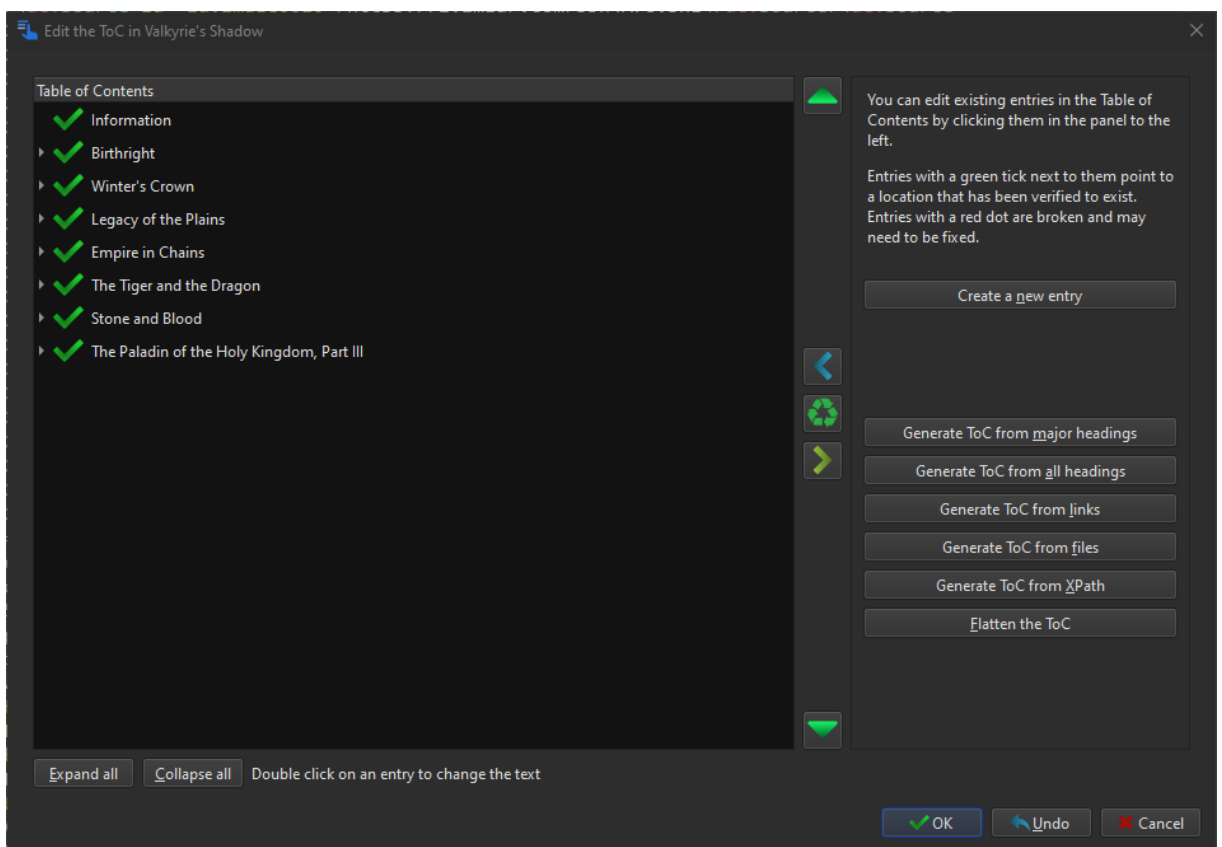 Edit the ToC in Valkyrie's Shadow
Table of Contents
Information
Birthright
Winter's Crown
Legacy of the Plains
Empire in Chains
The Tiger and the Dragon
Stone and Blood
The Paladin of the Holy Kingdom, Part III
You can edit existing entries in the Table of
Contents by clicking them in the panel to the
left.
Entries with a green tick next to them point to
a location that has been verified to exist.
Entries with a red dot are broken and may
need to be fixed.
Create a new entry
Generate ToC from major headings
Generate ToC from all headings
Generate ToC from links
Generate ToC from files
Generate ToC from XPath
Flatten the ToC
Expand all
Collapse all
Double click on an entry to change the text
OK
Undo
Cancel